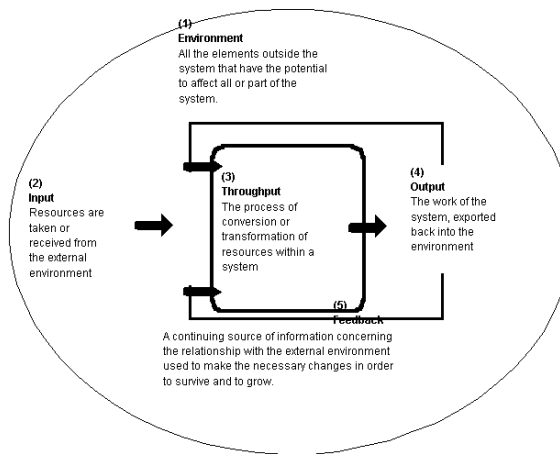 (1)
Environment
All the elements outside the
system that have the potential
to affect all or part of the
system.
(2)
Input
Resources are
taken or
received from
the external
environment
(3)
Throughput
The process of
conversion or
transformation of
resources within a
system
(4)
Output
The work of the
system, exported
back into the
environment
(5)
Feedback
A continuing source of information concerning
the relationship with the external environment
used to make the necessary changes in order
to survive and to grow.